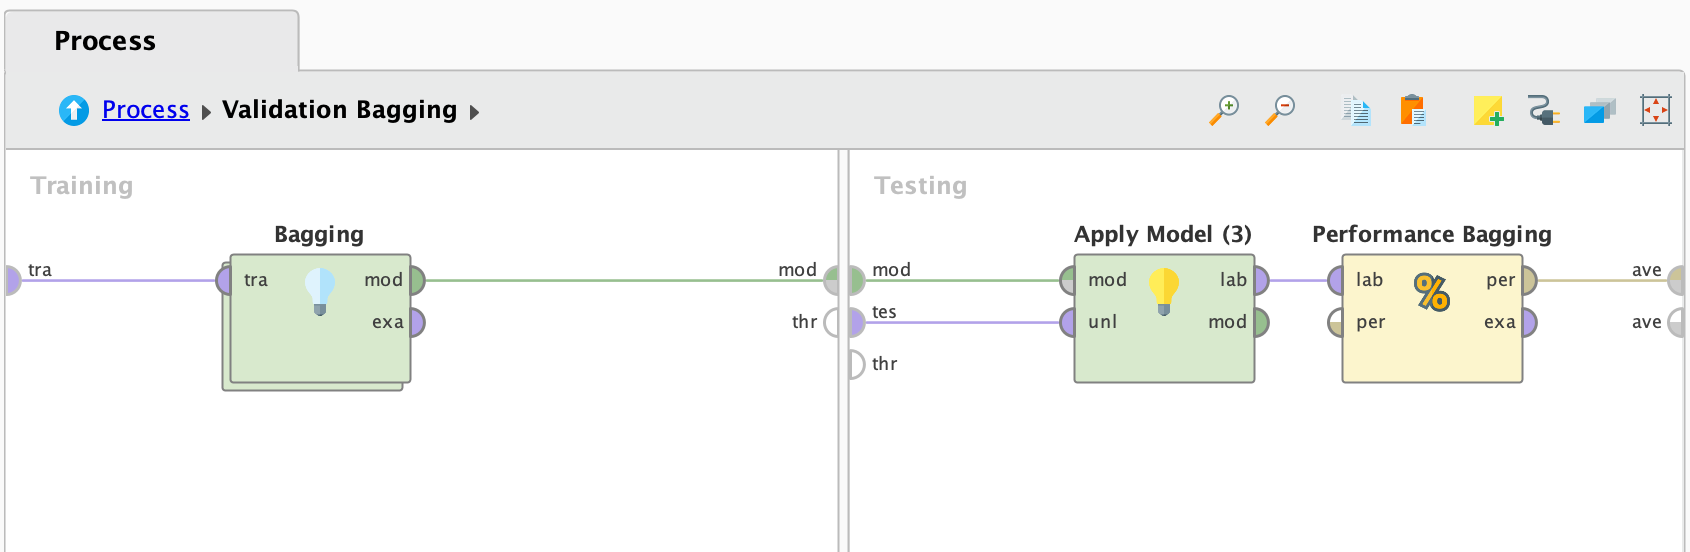 Process
Process Validation Bagging
Training
Testing
Bagging
Apply Model (3)
Performance Bagging
tra
tra
mod
exa
mod
thr
mod
tes
thr
mod
lab
unl
mod
lab
per
per
exa
ave
ave
%